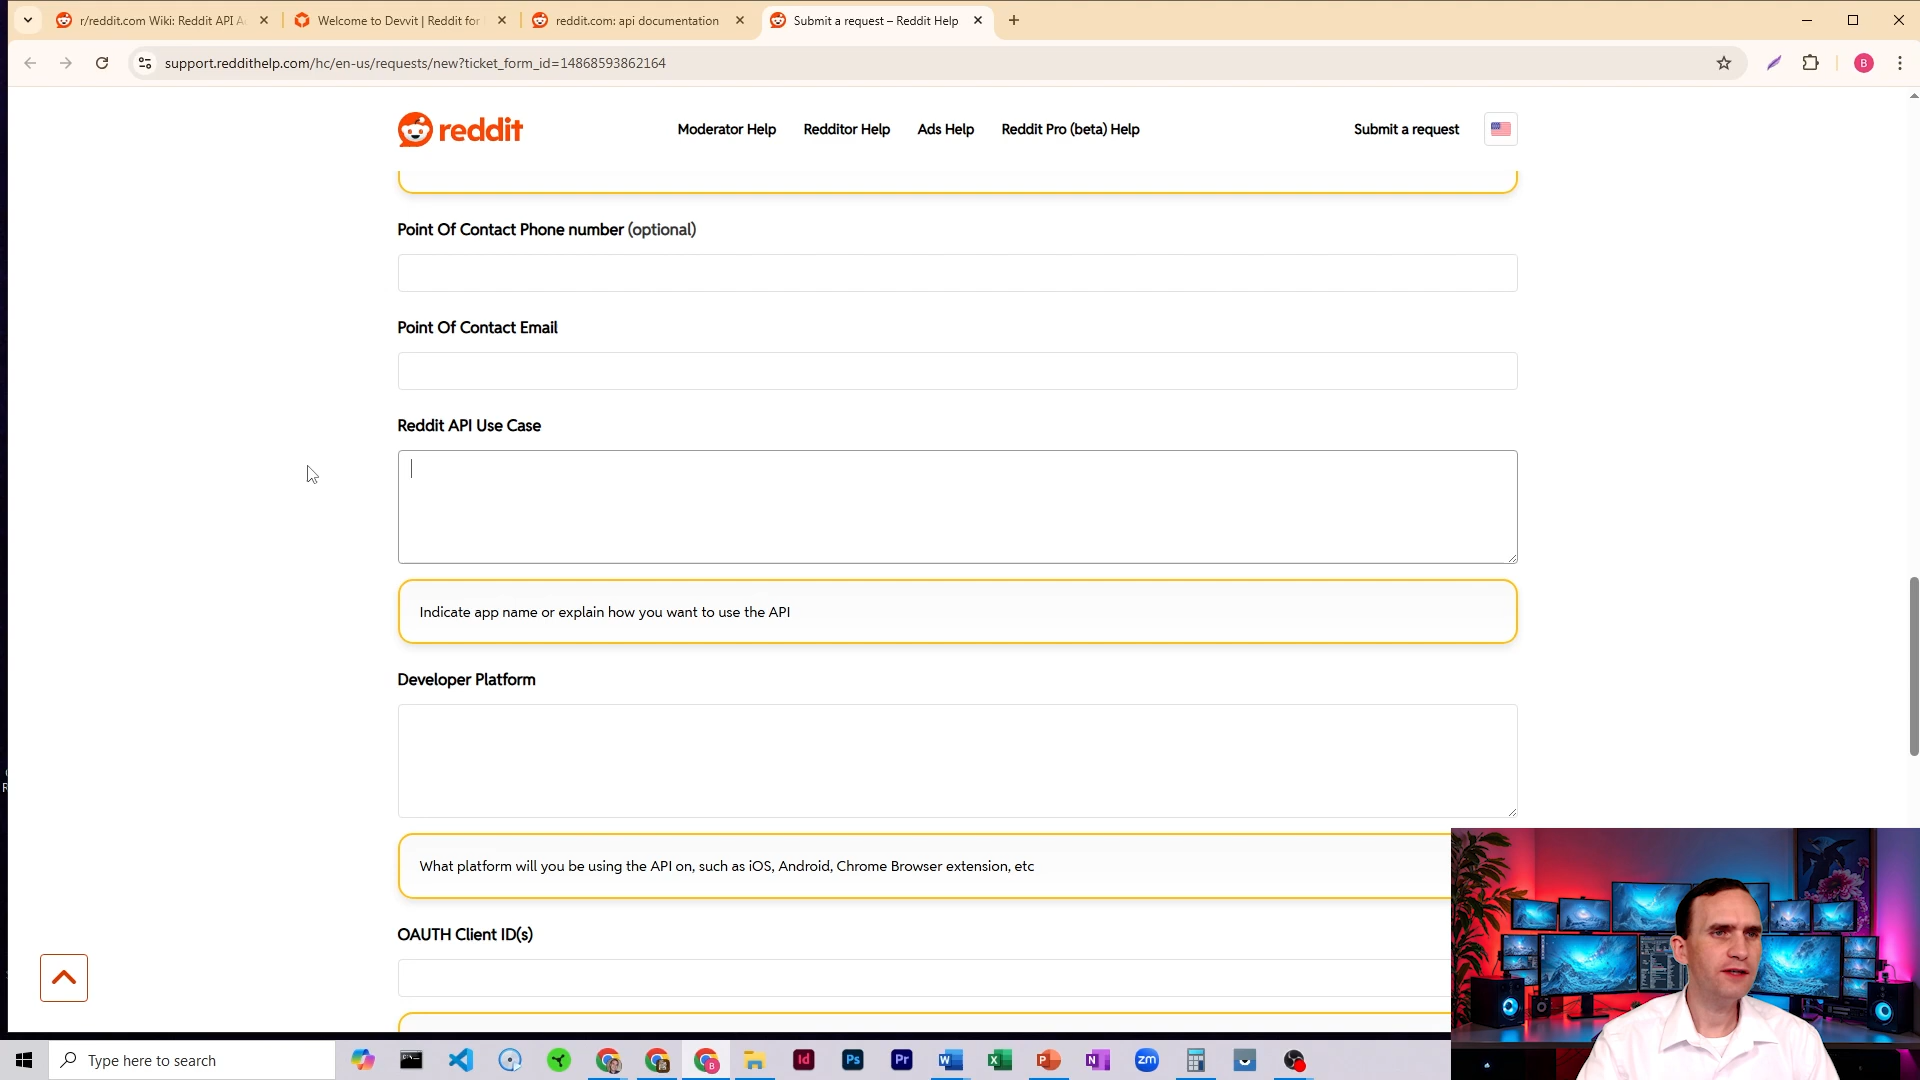 r/reddit.com Wiki: Reddit API A
Welcome to Devvit | Reddit for
reddit.com: api documentation
Submit a request – Reddit Help
support.reddithelp.com/hc/en-us/requests/new?ticket_form_id=14868593862164
B
reddit
Moderator Help
Redditor Help
Ads Help
Reddit Pro (beta) Help
Submit a request
Point Of Contact Phone number (optional)
Point Of Contact Email
Reddit API Use Case
Indicate app name or explain how you want to use the API
Developer Platform
What platform will you be using the API on, such as iOS, Android, Chrome Browser extension, etc
OAUTH Client ID(s)
Type here to search
Id
Ps
Pr
W
X
P
N
zm